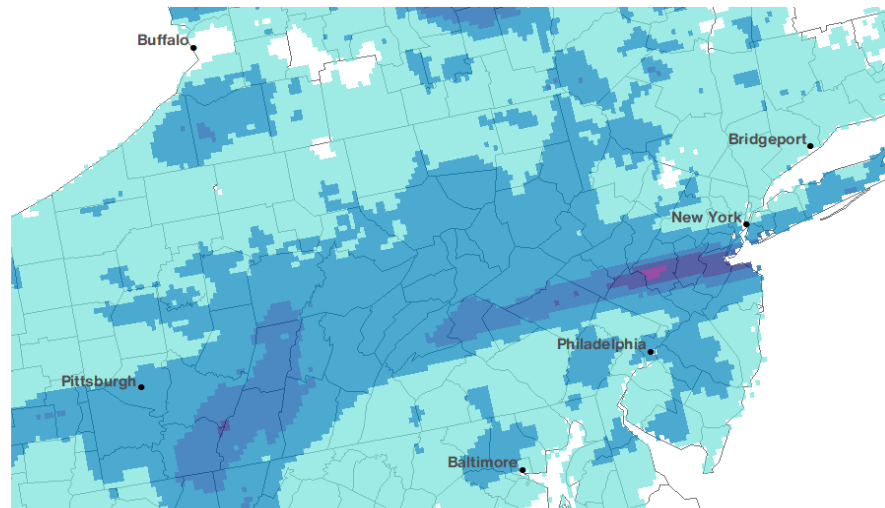 Buffalo
Bridgeport
New York
Philadelphia
Pittsburgh
Baltimore